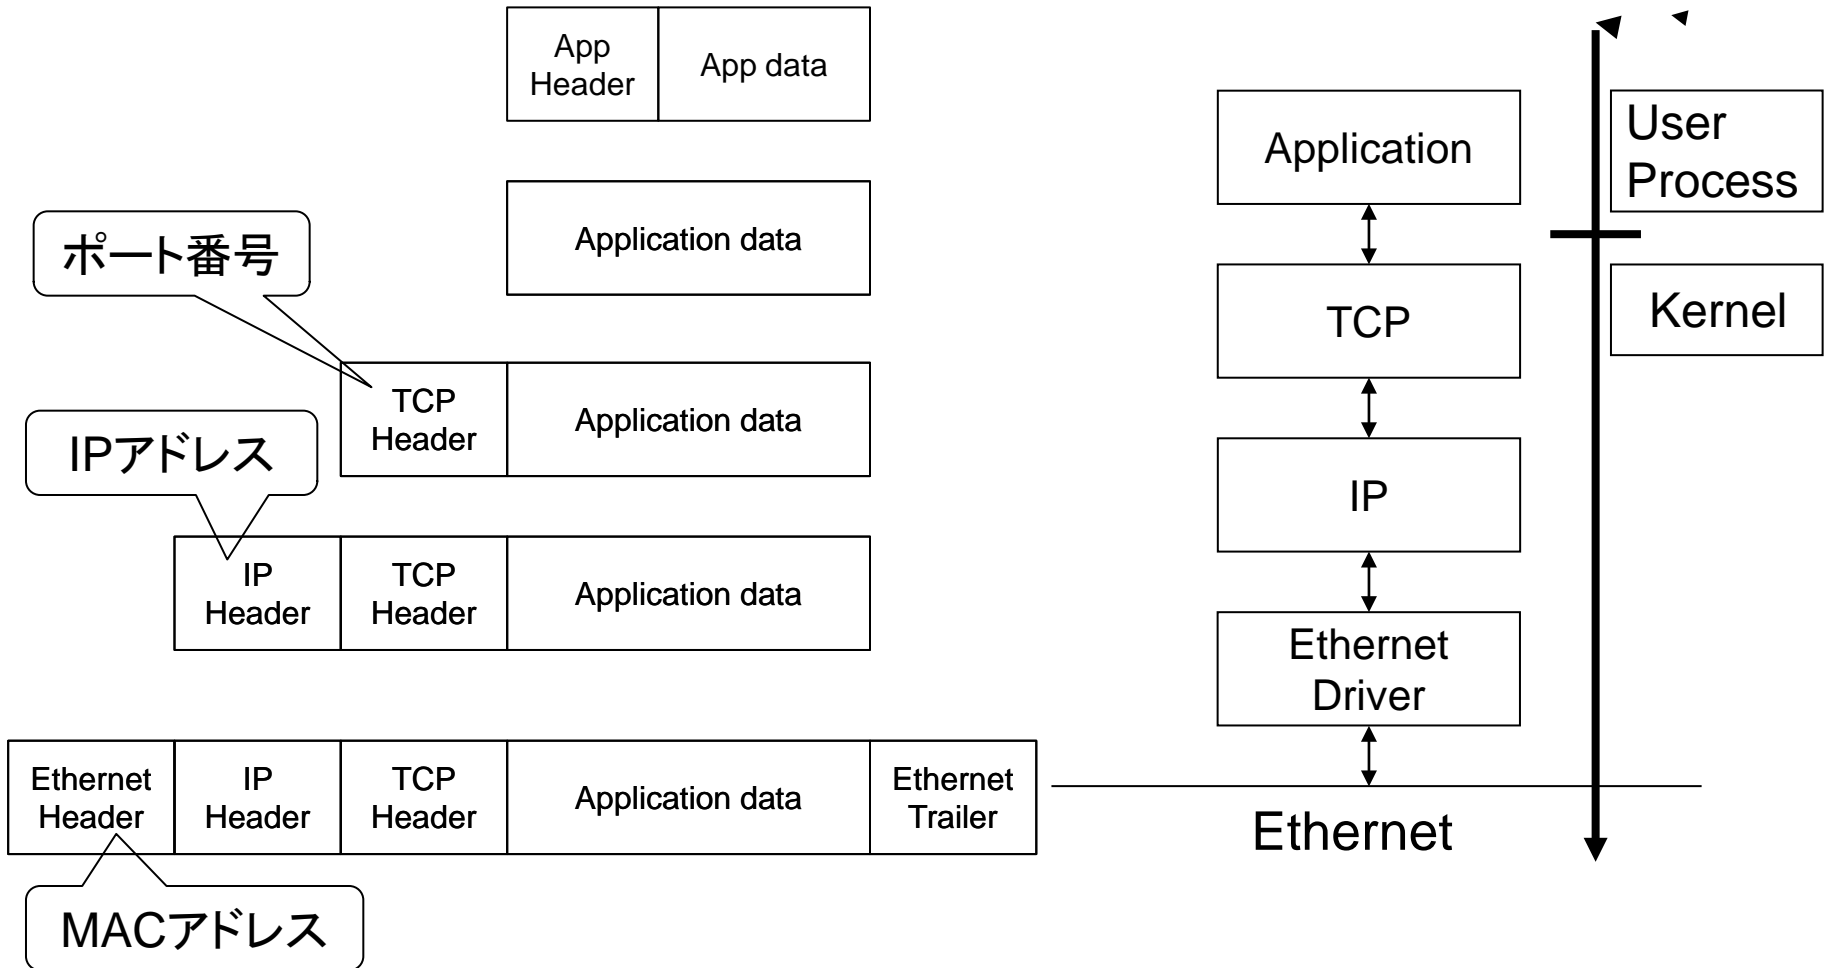 App
Header
App data
Application
User
Process
Application data
ポート番号
TCP
Kernel
TCP
Header
Application data
IPアドレス
IP
IP
Header
TCP
Header
Application data
Ethernet
Driver
Ethernet
Header
IP
Header
TCP
Header
Application data
Ethernet
Trailer
Ethernet
MACアドレス